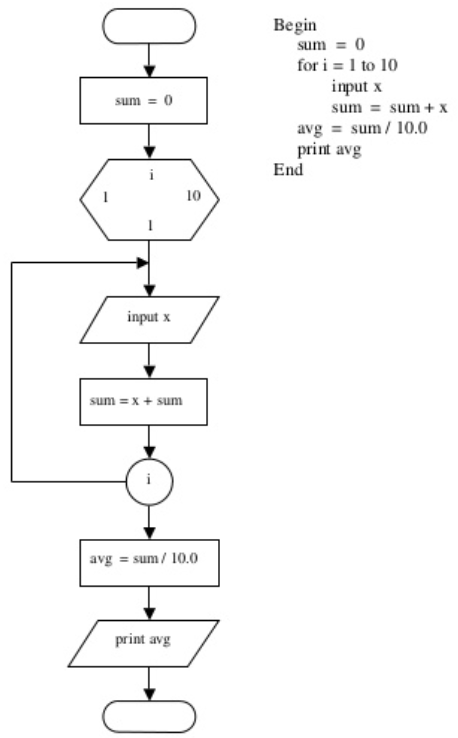 Begin
sum = 0
for i = 1 to 10
input x
sum = sum + x
avg = sum / 10.0
print avg
End
sum = 0
i
1 10
1
input x
sum = x + sum
i
avg = sum / 10.0
print avg